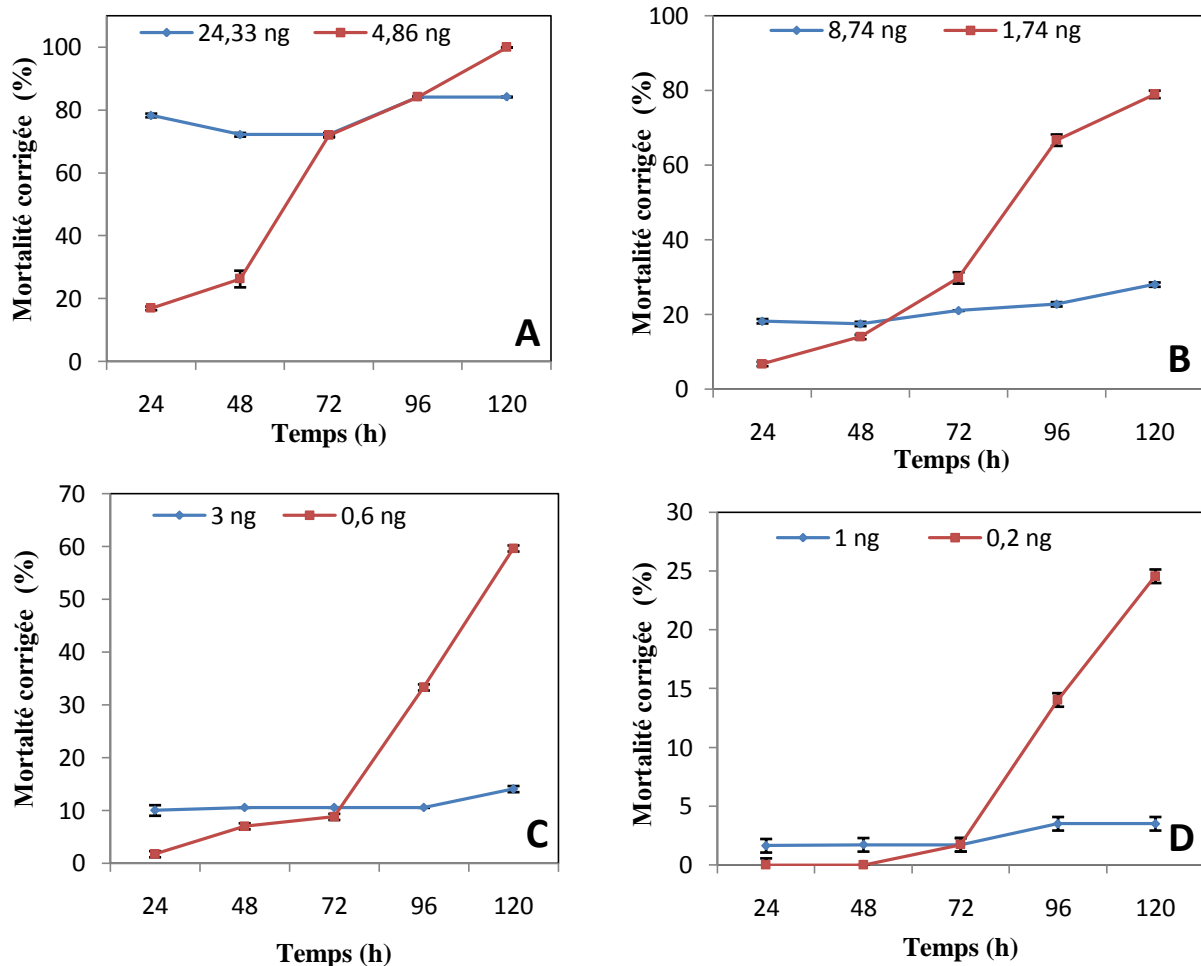 24,33 ng 4,86 ng
Mortalité corrigée (%)
100
80
60
40
20
0
24 48 72 96 120
Temps (h)
A
8,74 ng 1,74 ng
Mortalité corrigée (%)
100
80
60
40
20
0
24 48 72 96 120
Temps (h)
B
3 ng 0,6 ng
Mortalté corrigée (%)
70
60
50
40
30
20
10
0
24 48 72 96 120
Temps (h)
C
1 ng 0,2 ng
Mortalité corrigée (%)
30
25
20
15
10
5
0
24 48 72 96 120
Temps (h)
D